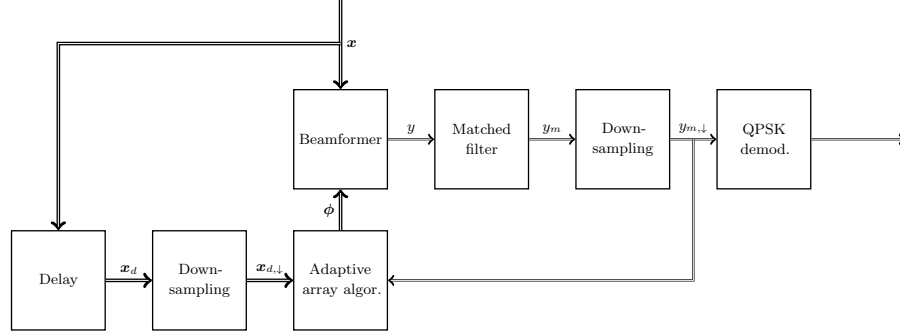 x
Beamformer
y
Matched
filter
y_m
Down-
sampling
y_{m,↓}
QPSK
demod.
ϕ
Delay
x_d
Down-
sampling
x_{d,↓}
Adaptive
array algor.